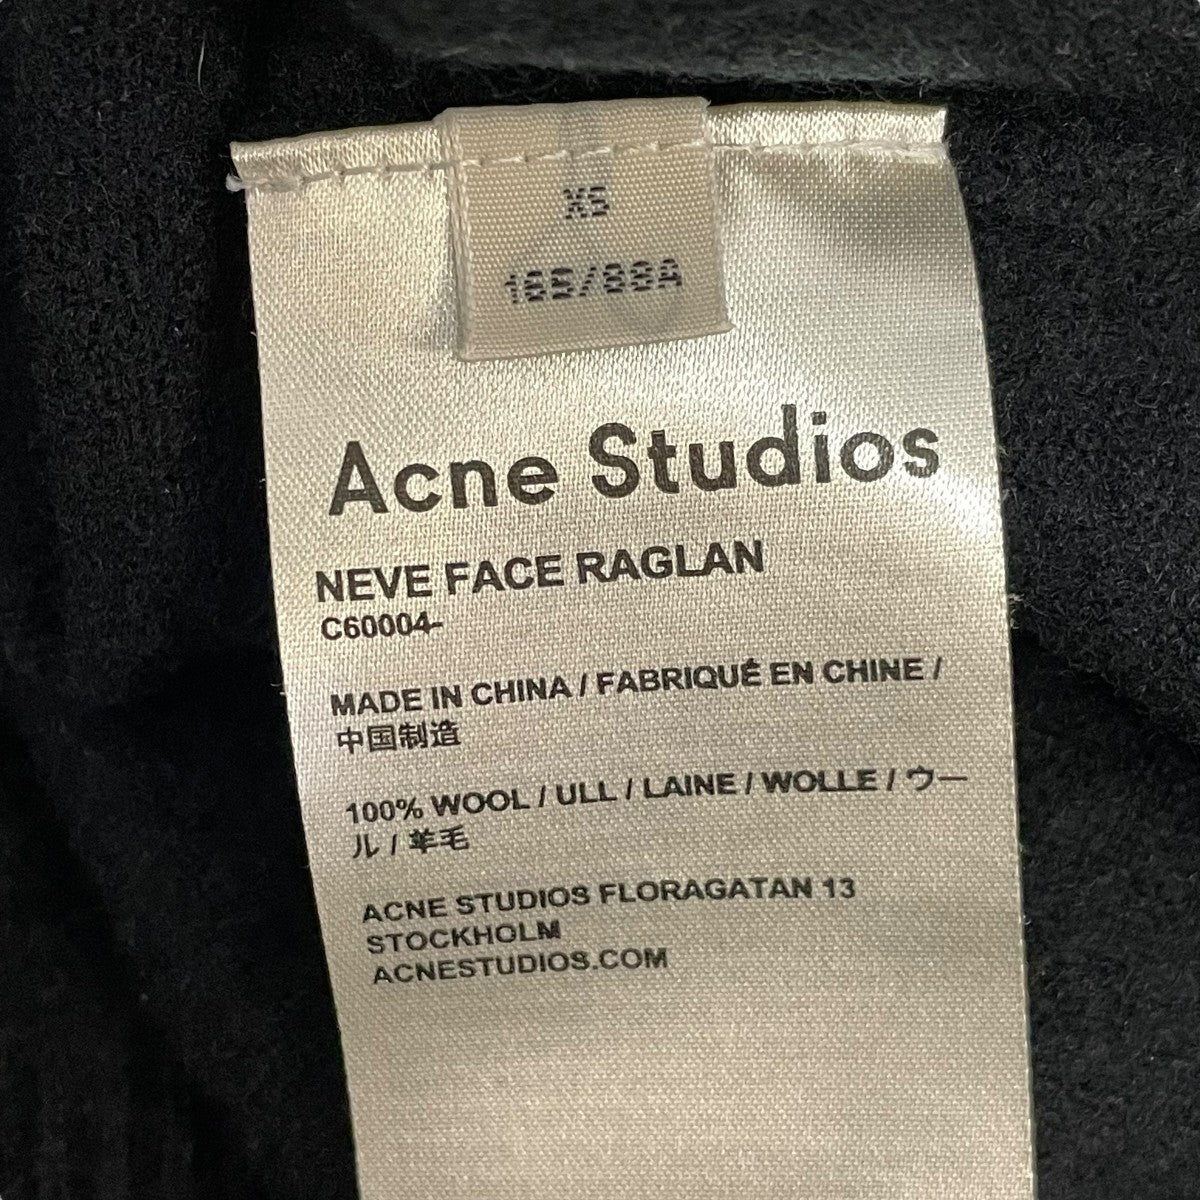 XS
165/88A
Acne Studios
NEVE FACE RAGLAN
C60004-
MADE IN CHINA / FABRIQUÉ EN CHINE /
中国制造
100% WOOL / ULL / LAINE / WOLLE / ウー
ル / 羊毛
ACNE STUDIOS FLORAGATAN 13
STOCKHOLM
ACNESTUDIOS.COM